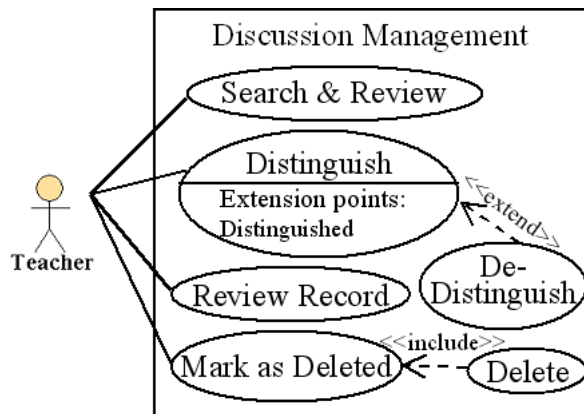 Discussion Management
Search & Review
Distinguish
Extension points:
Distinguished
<<extend>>
Teacher
De-
Distinguish
Review Record
<<include>>
Mark as Deleted
Delete